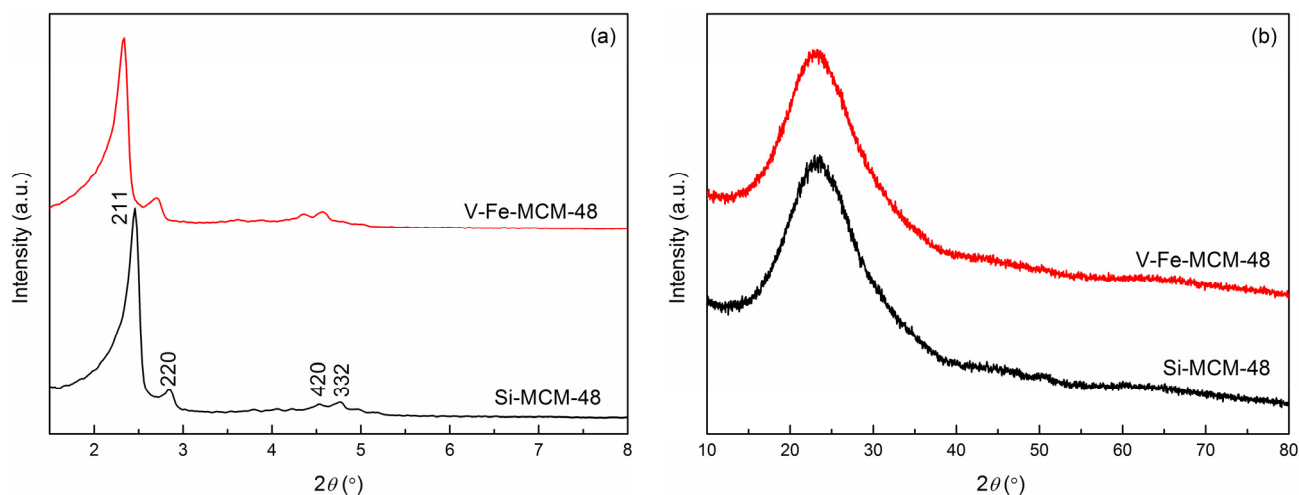 (a)
Intensity (a.u.)
V-Fe-MCM-48
211
220
420
332
Si-MCM-48
2 3 4 5 6 7 8
2θ (°)
(b)
Intensity (a.u.)
V-Fe-MCM-48
Si-MCM-48
10 20 30 40 50 60 70 80
2θ (°)